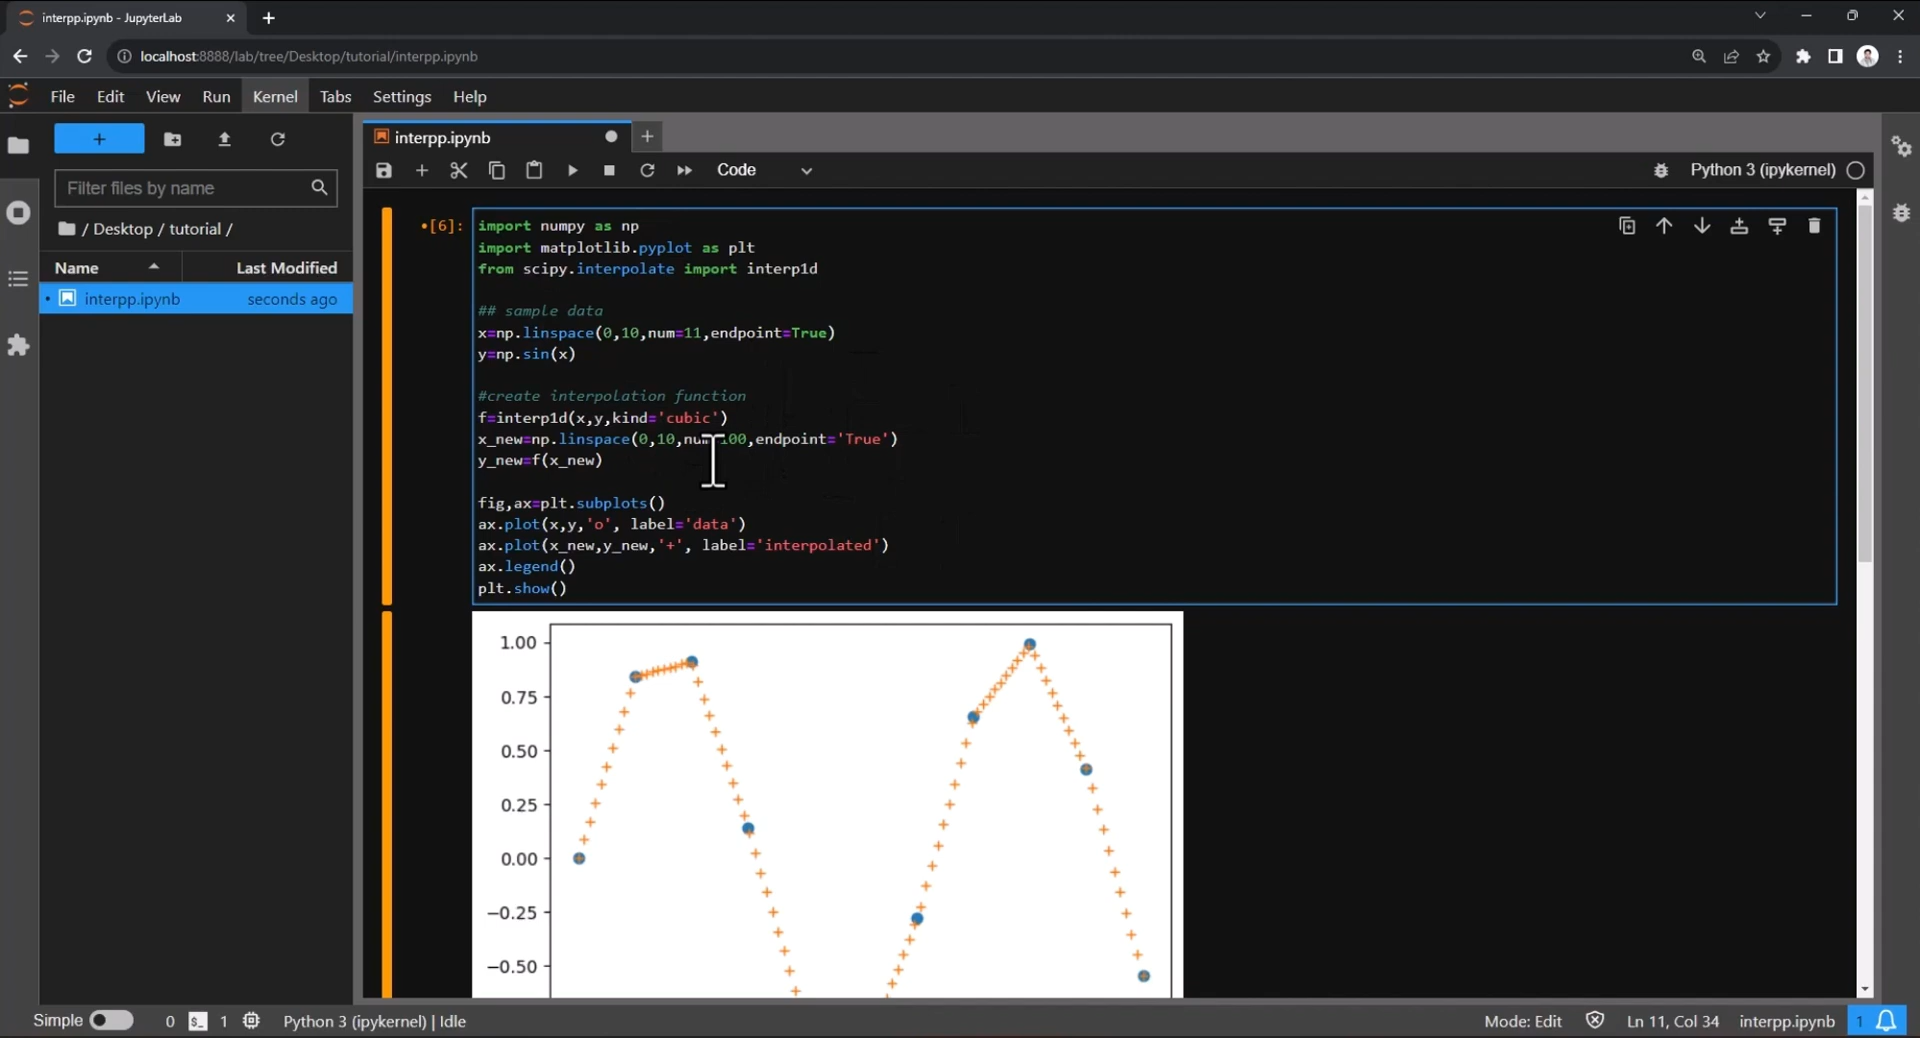 interpp.ipynb - JupyterLab
localhost:8888/lab/tree/Desktop/tutorial/interpp.ipynb
File Edit View Run Kernel Tabs Settings Help
Filter files by name
/ Desktop / tutorial /
Name Last Modified
interpp.ipynb seconds ago
interpp.ipynb
Code
Python 3 (ipykernel)
[6]:
import numpy as np
import matplotlib.pyplot as plt
from scipy.interpolate import interp1d
## sample data
x=np.linspace(0,10,num=11,endpoint=True)
y=np.sin(x)
#create interpolation function
f=interp1d(x,y,kind='cubic')
x_new=np.linspace(0,10,num=100,endpoint='True')
y_new=f(x_new)
fig,ax=plt.subplots()
ax.plot(x,y,'o', label='data')
ax.plot(x_new,y_new,'+', label='interpolated')
ax.legend()
plt.show()
1.00
0.75
0.50
0.25
0.00
−0.25
−0.50
Simple 0 $_ 1 Python 3 (ipykernel) | Idle
Mode: Edit Ln 11, Col 34 interpp.ipynb 1